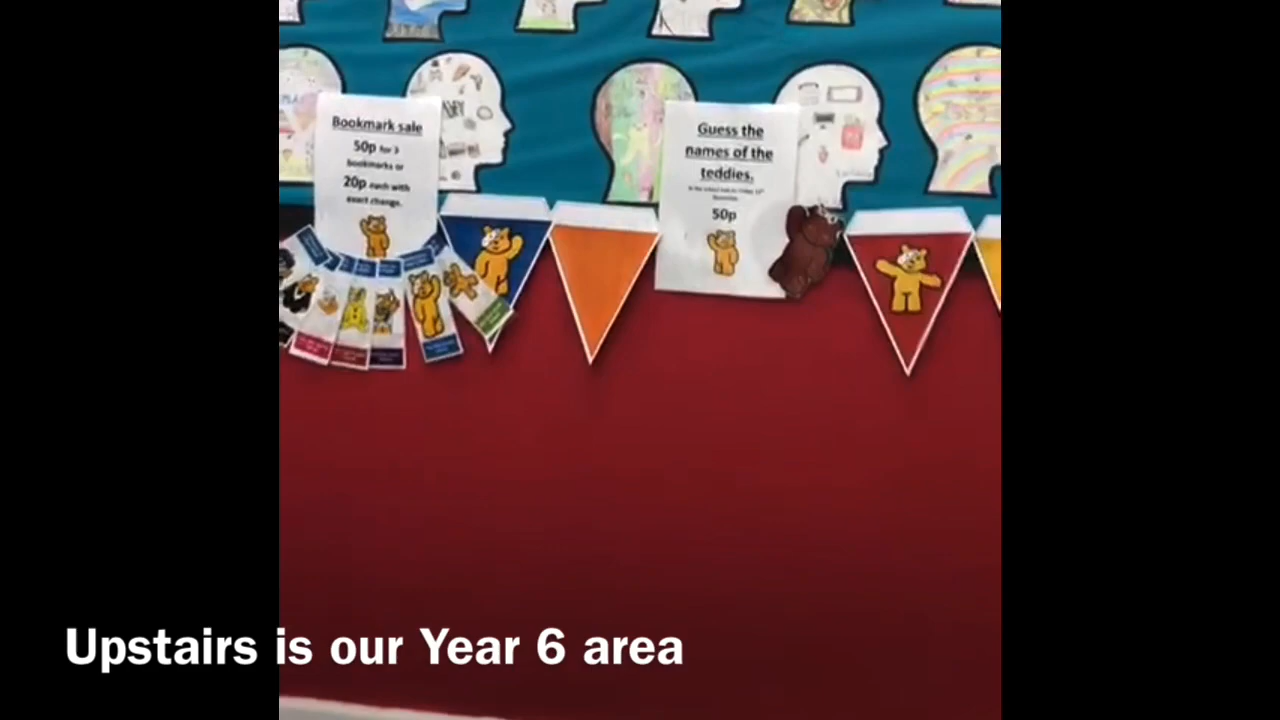 Bookmark sale
50p for 3
bookmarks or
20p each with
exact change.
Guess the
names of the
teddies.
50p
Upstairs is our Year 6 area